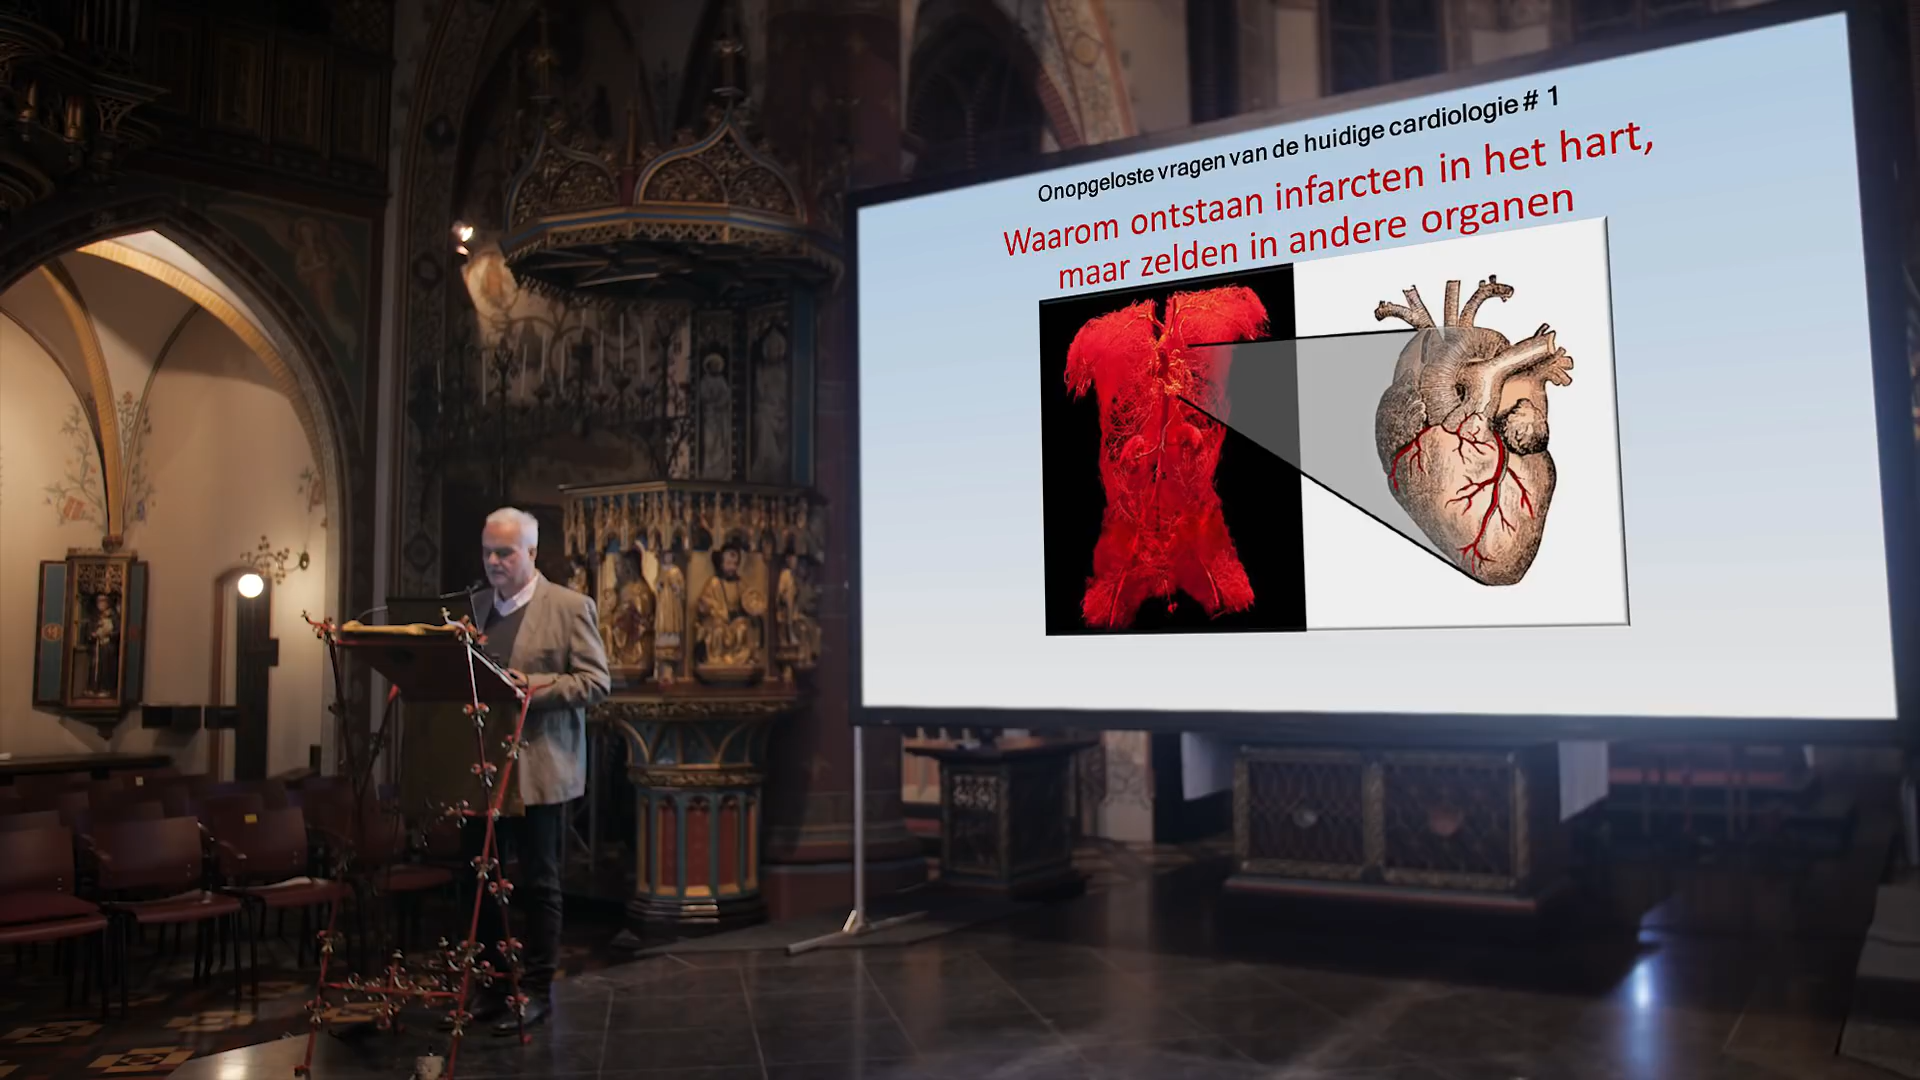 Onopgeloste vragen van de huidige cardiologie # 1
Waarom ontstaan infarcten in het hart,
maar zelden in andere organen